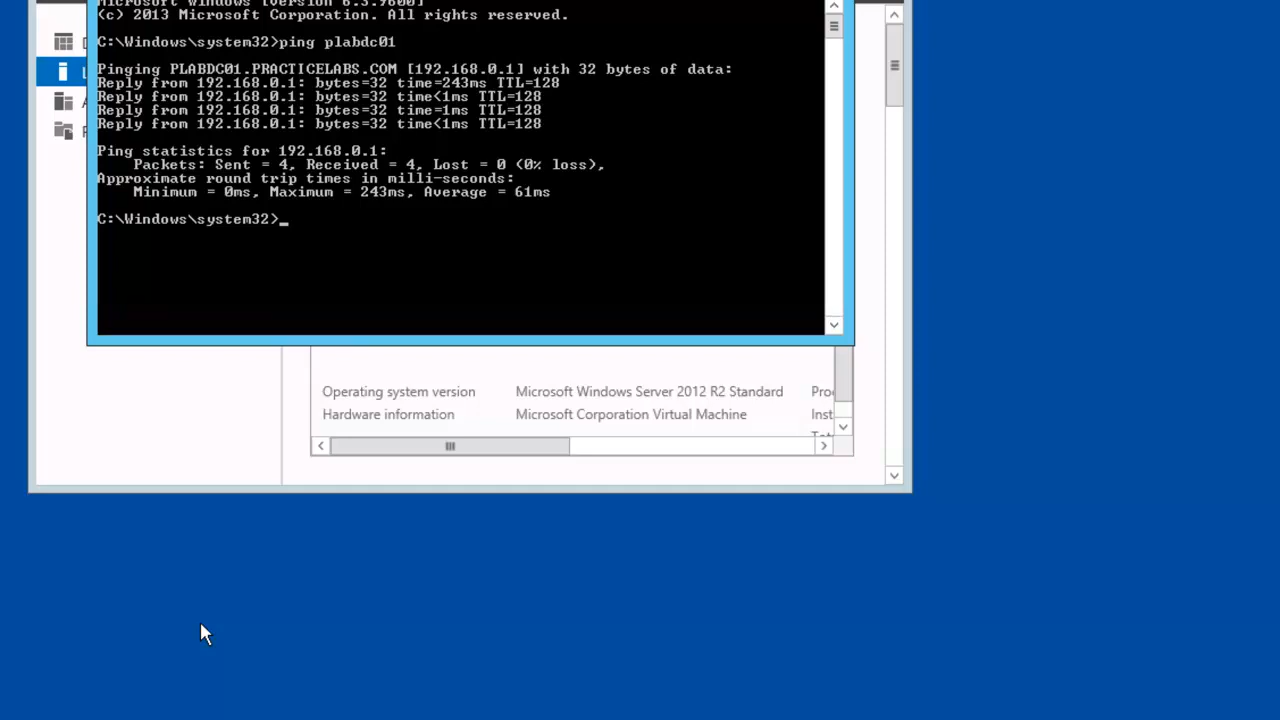 Microsoft Windows [Version 6.3.9600]
(c) 2013 Microsoft Corporation. All rights reserved.
C:\Windows\system32>ping plabdc01
Pinging PLABDC01.PRACTICELABS.COM [192.168.0.1] with 32 bytes of data:
Reply from 192.168.0.1: bytes=32 time=243ms TTL=128
Reply from 192.168.0.1: bytes=32 time<1ms TTL=128
Reply from 192.168.0.1: bytes=32 time<1ms TTL=128
Reply from 192.168.0.1: bytes=32 time<1ms TTL=128
Ping statistics for 192.168.0.1:
Packets: Sent = 4, Received = 4, Lost = 0 (0% loss),
Approximate round trip times in milli-seconds:
Minimum = 0ms, Maximum = 243ms, Average = 61ms
C:\Windows\system32>_
Operating system version Microsoft Windows Server 2012 R2 Standard
Hardware information Microsoft Corporation Virtual Machine